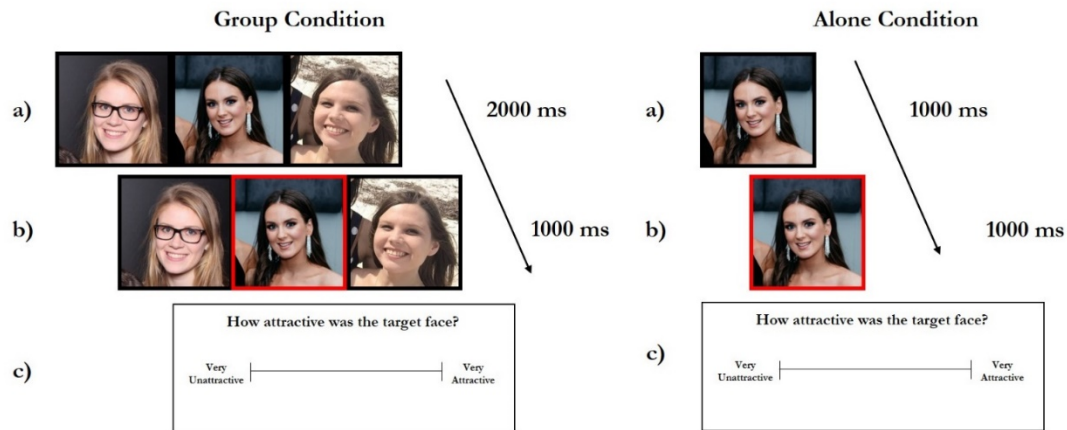 Group Condition
a)
2000 ms
b)
1000 ms
c)
How attractive was the target face?
Very
Unattractive
Very
Attractive
Alone Condition
a)
1000 ms
b)
1000 ms
c)
How attractive was the target face?
Very
Unattractive
Very
Attractive